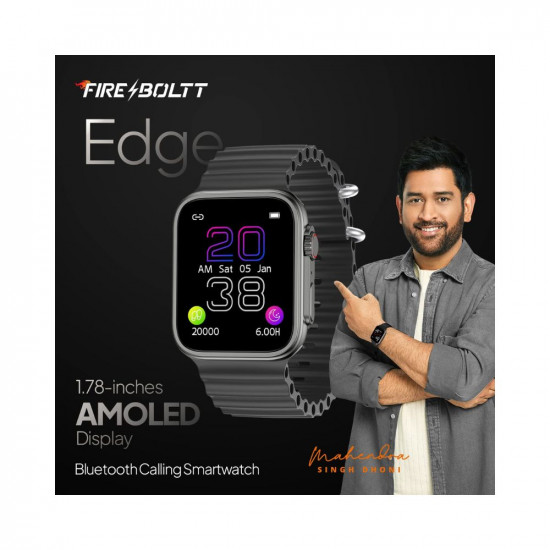 FIRE-BOLTT
Edge
20
AM Sat 05 Jan
38
20000 6.00H
1.78-inches
AMOLED
Display
Bluetooth Calling Smartwatch
Mahendra
SINGH DHONI